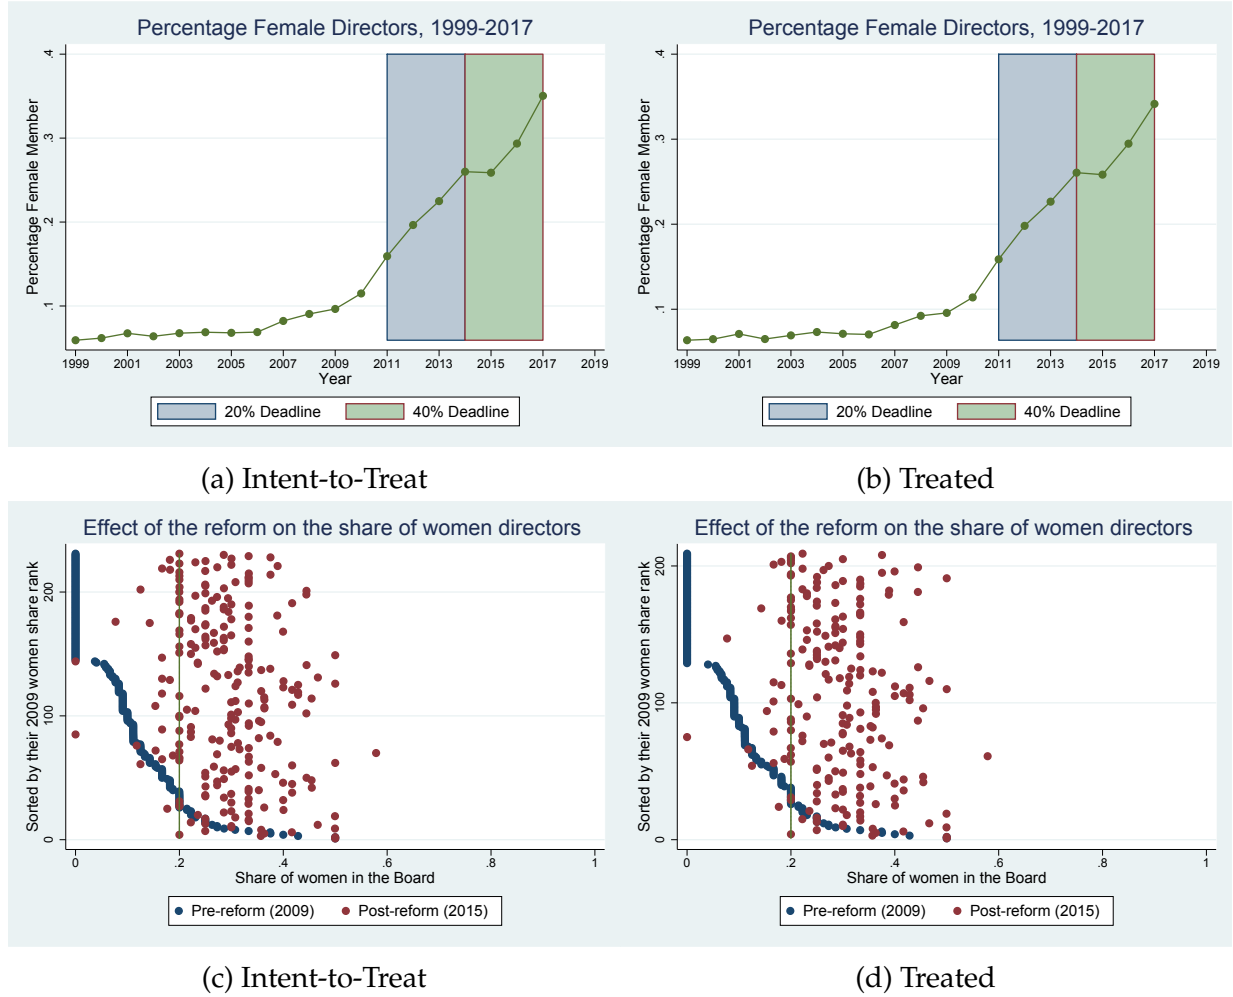 Percentage Female Directors, 1999-2017
Percentage Female Member
.4
.3
.2
.1
1999 2001 2003 2005 2007 2009 2011 2013 2015 2017 2019
Year
20% Deadline 40% Deadline
(a) Intent-to-Treat
Percentage Female Directors, 1999-2017
Percentage Female Member
.4
.3
.2
.1
1999 2001 2003 2005 2007 2009 2011 2013 2015 2017 2019
Year
20% Deadline 40% Deadline
(b) Treated
Effect of the reform on the share of women directors
Sorted by their 2009 women share rank
200
100
0
0 .2 .4 .6 .8 1
Share of women in the Board
Pre-reform (2009) Post-reform (2015)
(c) Intent-to-Treat
Effect of the reform on the share of women directors
Sorted by their 2009 women share rank
200
100
0
0 .2 .4 .6 .8 1
Share of women in the Board
Pre-reform (2009) Post-reform (2015)
(d) Treated